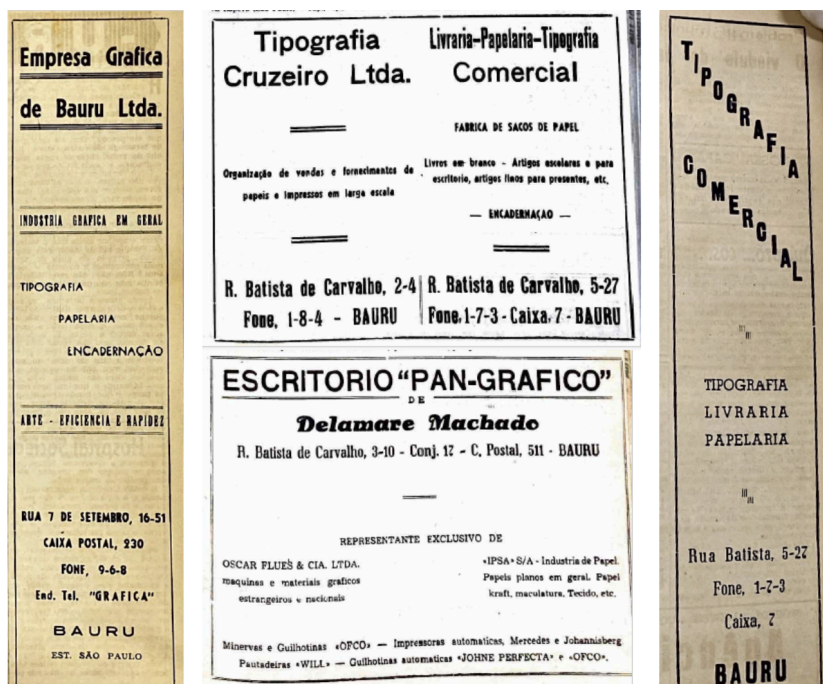 Empresa Grafica
de Bauru Ltda.
INDUSTRIA GRAFICA EM GERAL
TIPOGRAFIA
PAPELARIA
ENCADERNAÇÃO
ARTE - EFICIENCIA E RAPIDEZ
RUA 7 DE SETEMBRO, 16-51
CAIXA POSTAL, 230
FONE, 9-6-8
End. Tel. "GRAFICA"
BAURU
EST. SÃO PAULO
Tipografia
Cruzeiro Ltda.
Organização de vendas e fornecimentos de
papeis e impressos em larga escala
R. Batista de Carvalho, 2-4
Fone, 1-8-4 - BAURU
Livraria-Papelaria-Tipografia
Comercial
FABRICA DE SACOS DE PAPEL
Livros em branco - Artigos escolares e para
escritorio, artigos finos para presentes, etc.
— ENCADERNAÇAO —
R. Batista de Carvalho, 5-27
Fone, 1-7-3 - Caixa, 7 - BAURU
ESCRITORIO "PAN-GRAFICO"
DE
Delamare Machado
R. Batista de Carvalho, 3-10 - Conj. 17 - C. Postal, 511 - BAURU
REPRESENTANTE EXCLUSIVO DE
OSCAR FLUES & CIA. LTDA.
maquinas e materiais graficos
estrangeiros e nacionais
«IPSA» S/A - Industria de Papel.
Papeis planos em geral. Papel
kraft, maculatura, Tecido, etc.
Minervas e Guilhotinas «OFCO» — Impressoras automaticas, Mercedes e Johannisberg
Pautadeiras «WILL» — Guilhotinas automaticas «JOHNE PERFECTA» e «OFCO».
TIPOGRAFIA
COMERCIAL
TIPOGRAFIA
LIVRARIA
PAPELARIA
Rua Batista, 5-27
Fone, 1-7-3
Caixa, 7
BAURU